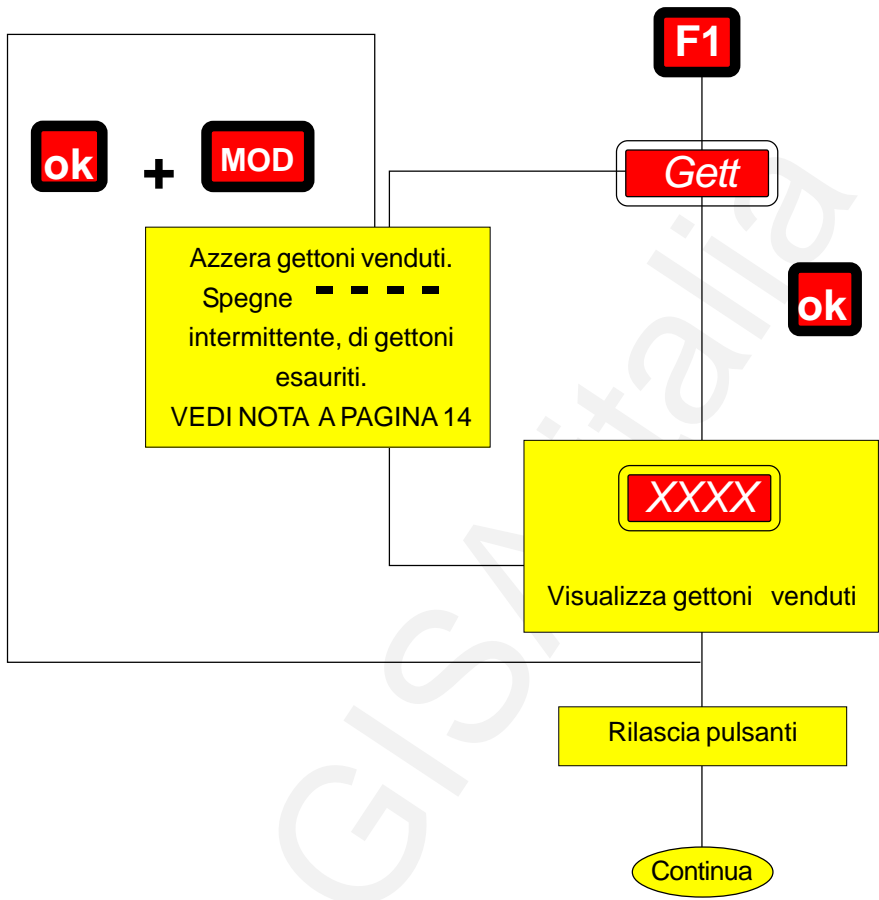 F1
Gett
ok + MOD
Azzera gettoni venduti.
Spegne - - - -
intermittente, di gettoni
esauriti.
VEDI NOTA A PAGINA 14
ok
XXXX
Visualizza gettoni venduti
Rilascia pulsanti
Continua
GISA italia